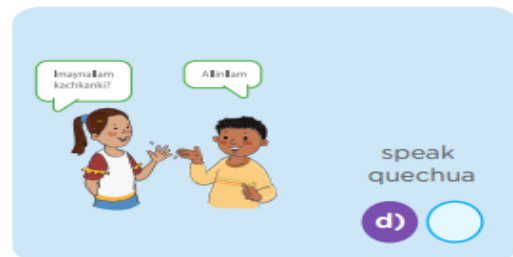 Imaynallam
kachkanki?
Allinllam
speak
quechua
d)